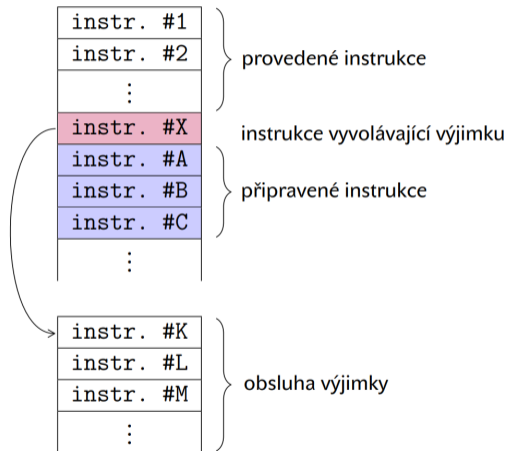 instr. #1
instr. #2
provedené instrukce
⋮
instr. #X
instrukce vyvolávající výjimku
instr. #A
instr. #B
připravené instrukce
instr. #C
⋮
instr. #K
instr. #L
obsluha výjimky
instr. #M
⋮